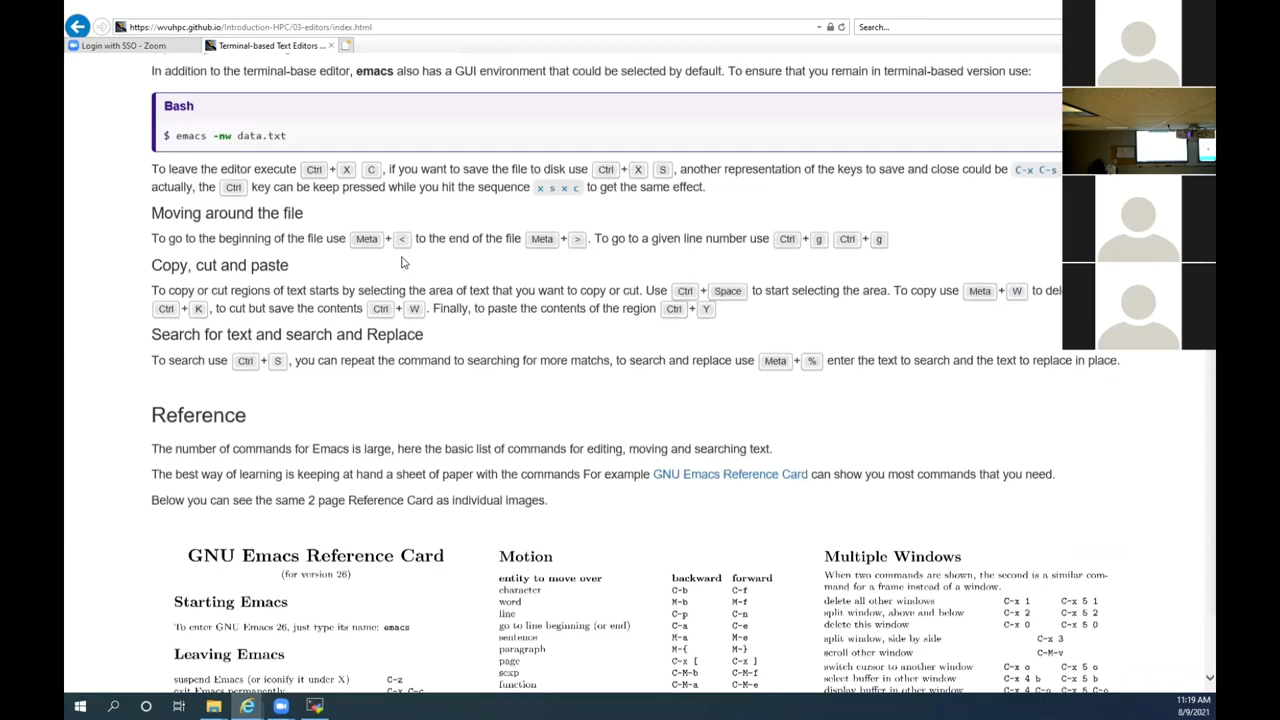 https://wvuhpc.github.io/Introduction-HPC/03-editors/index.html
Search...
Login with SSO - Zoom
Terminal-based Text Editors ...
In addition to the terminal-base editor, emacs also has a GUI environment that could be selected by default. To ensure that you remain in terminal-based version use:
Bash
$ emacs -nw data.txt
To leave the editor execute Ctrl + X C , if you want to save the file to disk use Ctrl + X S , another representation of the keys to save and close could be C-x C-s
actually, the Ctrl key can be keep pressed while you hit the sequence x s x c to get the same effect.
Moving around the file
To go to the beginning of the file use Meta + < to the end of the file Meta + > . To go to a given line number use Ctrl + g Ctrl + g
Copy, cut and paste
To copy or cut regions of text starts by selecting the area of text that you want to copy or cut. Use Ctrl + Space to start selecting the area. To copy use Meta + W to del
Ctrl + K , to cut but save the contents Ctrl + W . Finally, to paste the contents of the region Ctrl + Y
Search for text and search and Replace
To search use Ctrl + S , you can repeat the command to searching for more matchs, to search and replace use Meta + % enter the text to search and the text to replace in place.
Reference
The number of commands for Emacs is large, here the basic list of commands for editing, moving and searching text.
The best way of learning is keeping at hand a sheet of paper with the commands For example GNU Emacs Reference Card can show you most commands that you need.
Below you can see the same 2 page Reference Card as individual images.
GNU Emacs Reference Card
(for version 26)
Starting Emacs
To enter GNU Emacs 26, just type its name: emacs
Leaving Emacs
suspend Emacs (or iconify it under X) C-z
exit Emacs permanently C-x C-c
Motion
entity to move over backward forward
character C-b C-f
word M-b M-f
line C-p C-n
go to line beginning (or end) C-a C-e
sentence M-a M-e
paragraph M-{ M-}
page C-x [ C-x ]
sexp C-M-b C-M-f
function C-M-a C-M-e
Multiple Windows
When two commands are shown, the second is a similar com-
mand for a frame instead of a window.
delete all other windows C-x 1 C-x 5 1
split window, above and below C-x 2 C-x 5 2
delete this window C-x 0 C-x 5 0
split window, side by side C-x 3
scroll other window C-M-v
switch cursor to another window C-x o C-x 5 o
select buffer in other window C-x 4 b C-x 5 b
display buffer in other window C-x 4 C-o C-x 5 C-o
11:19 AM
8/9/2021